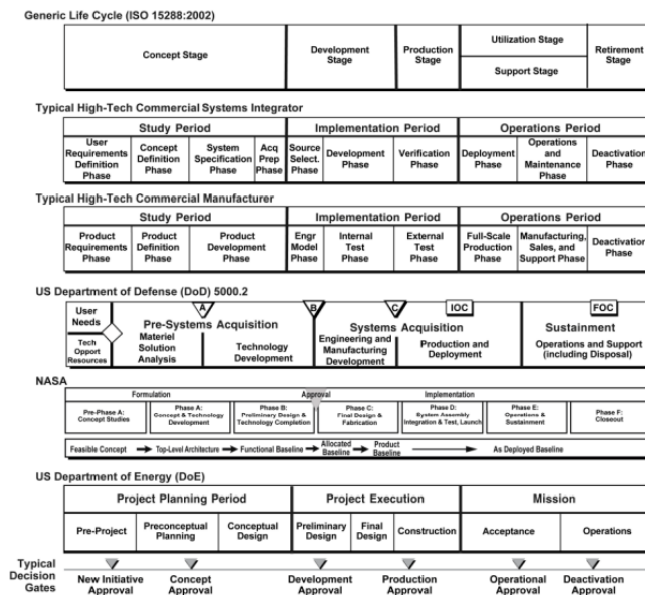 Generic Life Cycle (ISO 15288:2002)
Concept Stage
Development
Stage
Production
Stage
Utilization Stage
Support Stage
Retirement
Stage
Typical High-Tech Commercial Systems Integrator
Study Period
Implementation Period
Operations Period
User
Requirements
Definition
Phase
Concept
Definition
Phase
System
Specification
Phase
Acq
Prep
Phase
Source
Select.
Phase
Development
Phase
Verification
Phase
Deployment
Phase
Operations
and
Maintenance
Phase
Deactivation
Phase
Typical High-Tech Commercial Manufacturer
Study Period
Implementation Period
Operations Period
Product
Requirements
Phase
Product
Definition
Phase
Product
Development
Phase
Engr
Model
Phase
Internal
Test
Phase
External
Test
Phase
Full-Scale
Production
Phase
Manufacturing,
Sales, and
Support Phase
Deactivation
Phase
US Department of Defense (DoD) 5000.2
User
Needs
Tech
Opport
Resources
A
B
C
IOC
FOC
Pre-Systems Acquisition
Materiel
Solution
Analysis
Technology
Development
Systems Acquisition
Engineering and
Manufacturing
Development
Production and
Deployment
Sustainment
Operations and Support
(including Disposal)
NASA
Formulation
Approval
Implementation
Pre-Phase A:
Concept Studies
Phase A:
Concept & Technology
Development
Phase B:
Preliminary Design &
Technology Completion
Phase C:
Final Design &
Fabrication
Phase D:
System Assembly
Integration & Test, Launch
Phase E:
Operations &
Sustainment
Phase F:
Closeout
Feasible Concept
Top-Level Architecture
Functional Baseline
Allocated
Baseline
Product
Baseline
As Deployed Baseline
US Department of Energy (DoE)
Project Planning Period
Project Execution
Mission
Pre-Project
Preconceptual
Planning
Conceptual
Design
Preliminary
Design
Final
Design
Construction
Acceptance
Operations
Typical
Decision
Gates
New Initiative
Approval
Concept
Approval
Development
Approval
Production
Approval
Operational
Approval
Deactivation
Approval